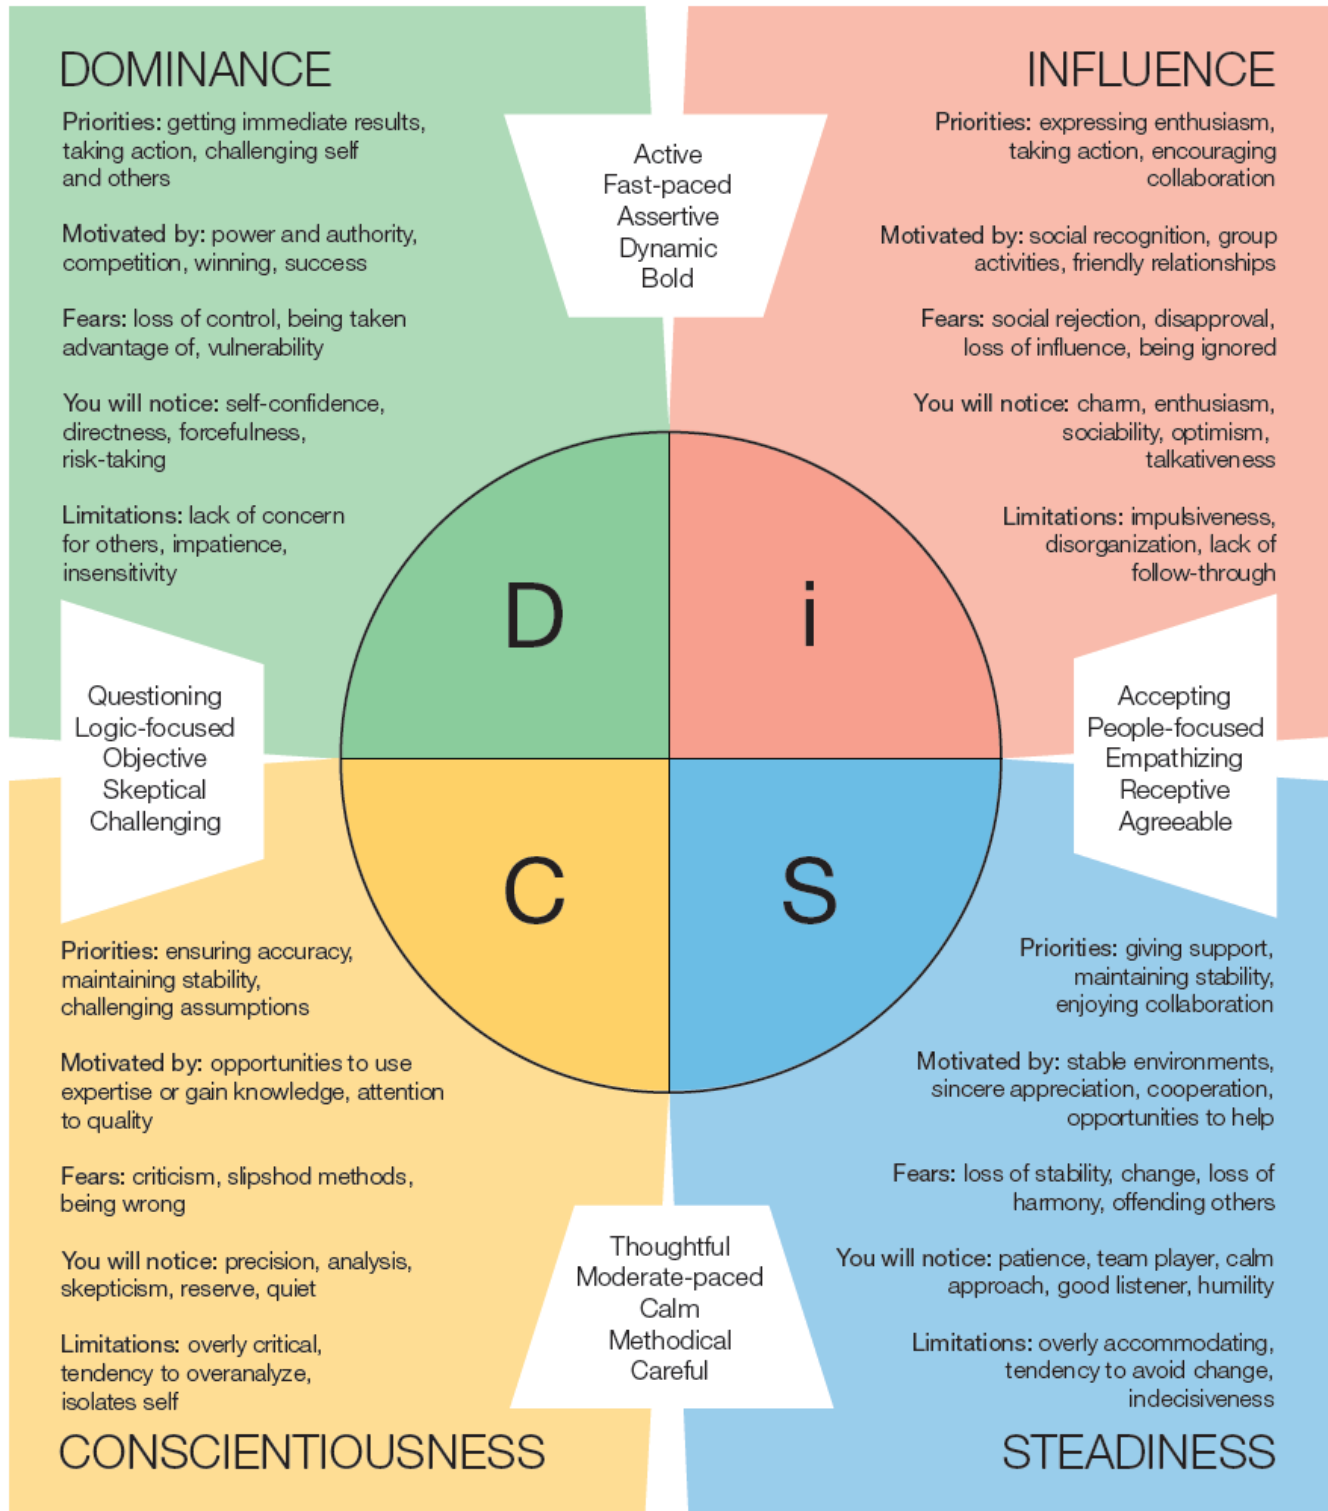 DOMINANCE
Priorities: getting immediate results,
taking action, challenging self
and others
Motivated by: power and authority,
competition, winning, success
Fears: loss of control, being taken
advantage of, vulnerability
You will notice: self-confidence,
directness, forcefulness,
risk-taking
Limitations: lack of concern
for others, impatience,
insensitivity
Active
Fast-paced
Assertive
Dynamic
Bold
INFLUENCE
Priorities: expressing enthusiasm,
taking action, encouraging
collaboration
Motivated by: social recognition, group
activities, friendly relationships
Fears: social rejection, disapproval,
loss of influence, being ignored
You will notice: charm, enthusiasm,
sociability, optimism,
talkativeness
Limitations: impulsiveness,
disorganization, lack of
follow-through
D
i
Questioning
Logic-focused
Objective
Skeptical
Challenging
Accepting
People-focused
Empathizing
Receptive
Agreeable
C
S
Priorities: ensuring accuracy,
maintaining stability,
challenging assumptions
Motivated by: opportunities to use
expertise or gain knowledge, attention
to quality
Fears: criticism, slipshod methods,
being wrong
You will notice: precision, analysis,
skepticism, reserve, quiet
Limitations: overly critical,
tendency to overanalyze,
isolates self
CONSCIENTIOUSNESS
Thoughtful
Moderate-paced
Calm
Methodical
Careful
Priorities: giving support,
maintaining stability,
enjoying collaboration
Motivated by: stable environments,
sincere appreciation, cooperation,
opportunities to help
Fears: loss of stability, change, loss of
harmony, offending others
You will notice: patience, team player, calm
approach, good listener, humility
Limitations: overly accommodating,
tendency to avoid change,
indecisiveness
STEADINESS